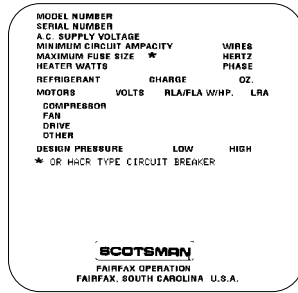 MODEL NUMBER
SERIAL NUMBER
A.C. SUPPLY VOLTAGE
MINIMUM CIRCUIT AMPACITY WIRES
MAXIMUM FUSE SIZE * HERTZ
HEATER WATTS PHASE
REFRIGERANT CHARGE OZ.
MOTORS VOLTS RLA/FLA W/HP. LRA
COMPRESSOR
FAN
DRIVE
OTHER
DESIGN PRESSURE LOW HIGH
* OR HACR TYPE CIRCUIT BREAKER
SCOTSMAN
FAIRFAX OPERATION
FAIRFAX, SOUTH CAROLINA U.S.A.